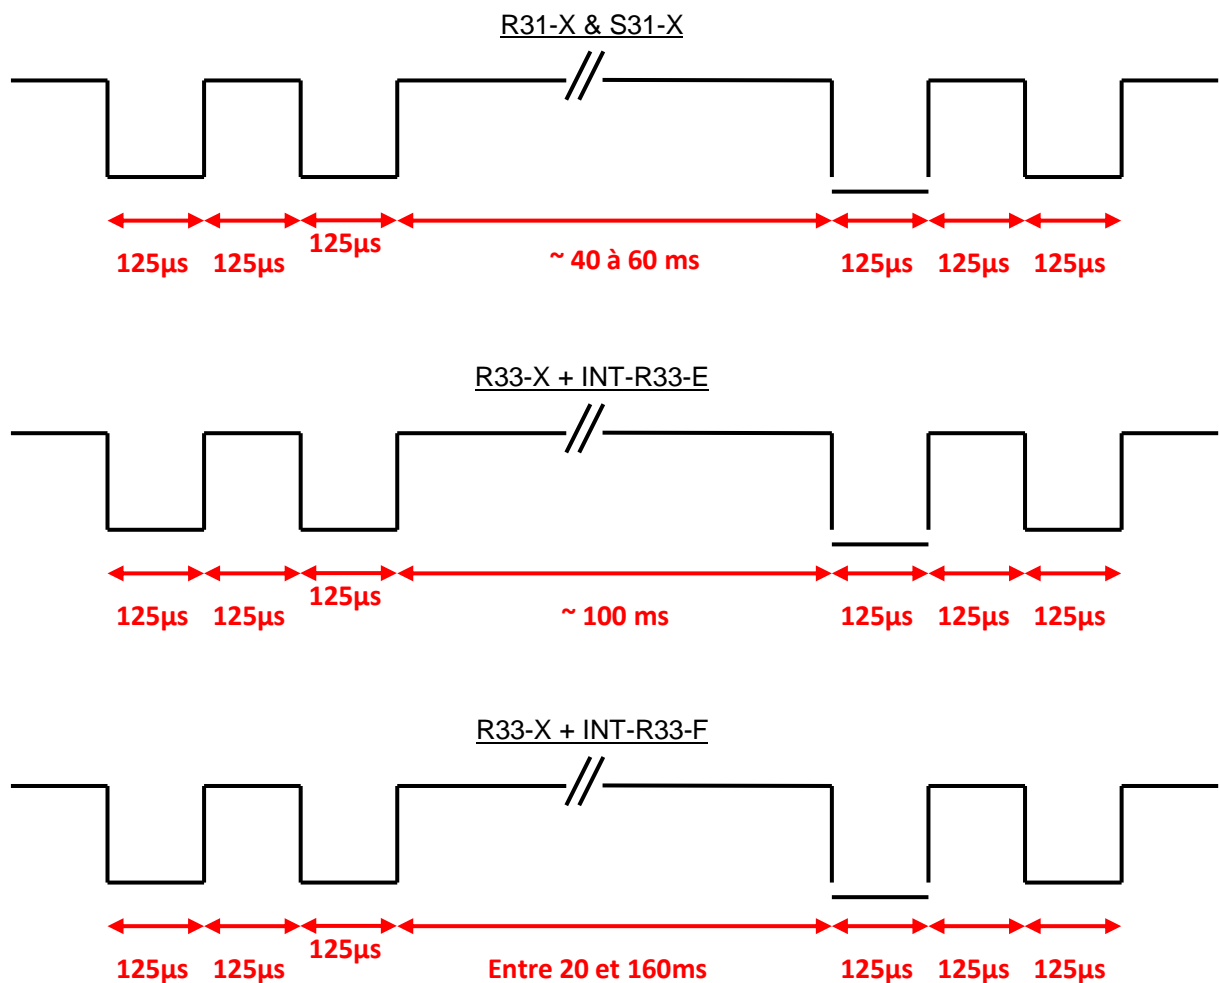 R31-X & S31-X
125µs 125µs 125µs ~ 40 à 60 ms 125µs 125µs 125µs
R33-X + INT-R33-E
125µs 125µs 125µs ~ 100 ms 125µs 125µs 125µs
R33-X + INT-R33-F
125µs 125µs 125µs Entre 20 et 160ms 125µs 125µs 125µs